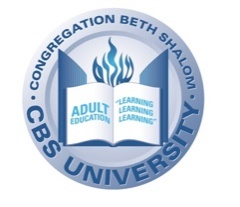 CONGREGATION BETH SHALOM
ADULT
EDUCATION
"LEARNING
LEARNING
LEARNING"
• CBS UNIVERSITY •